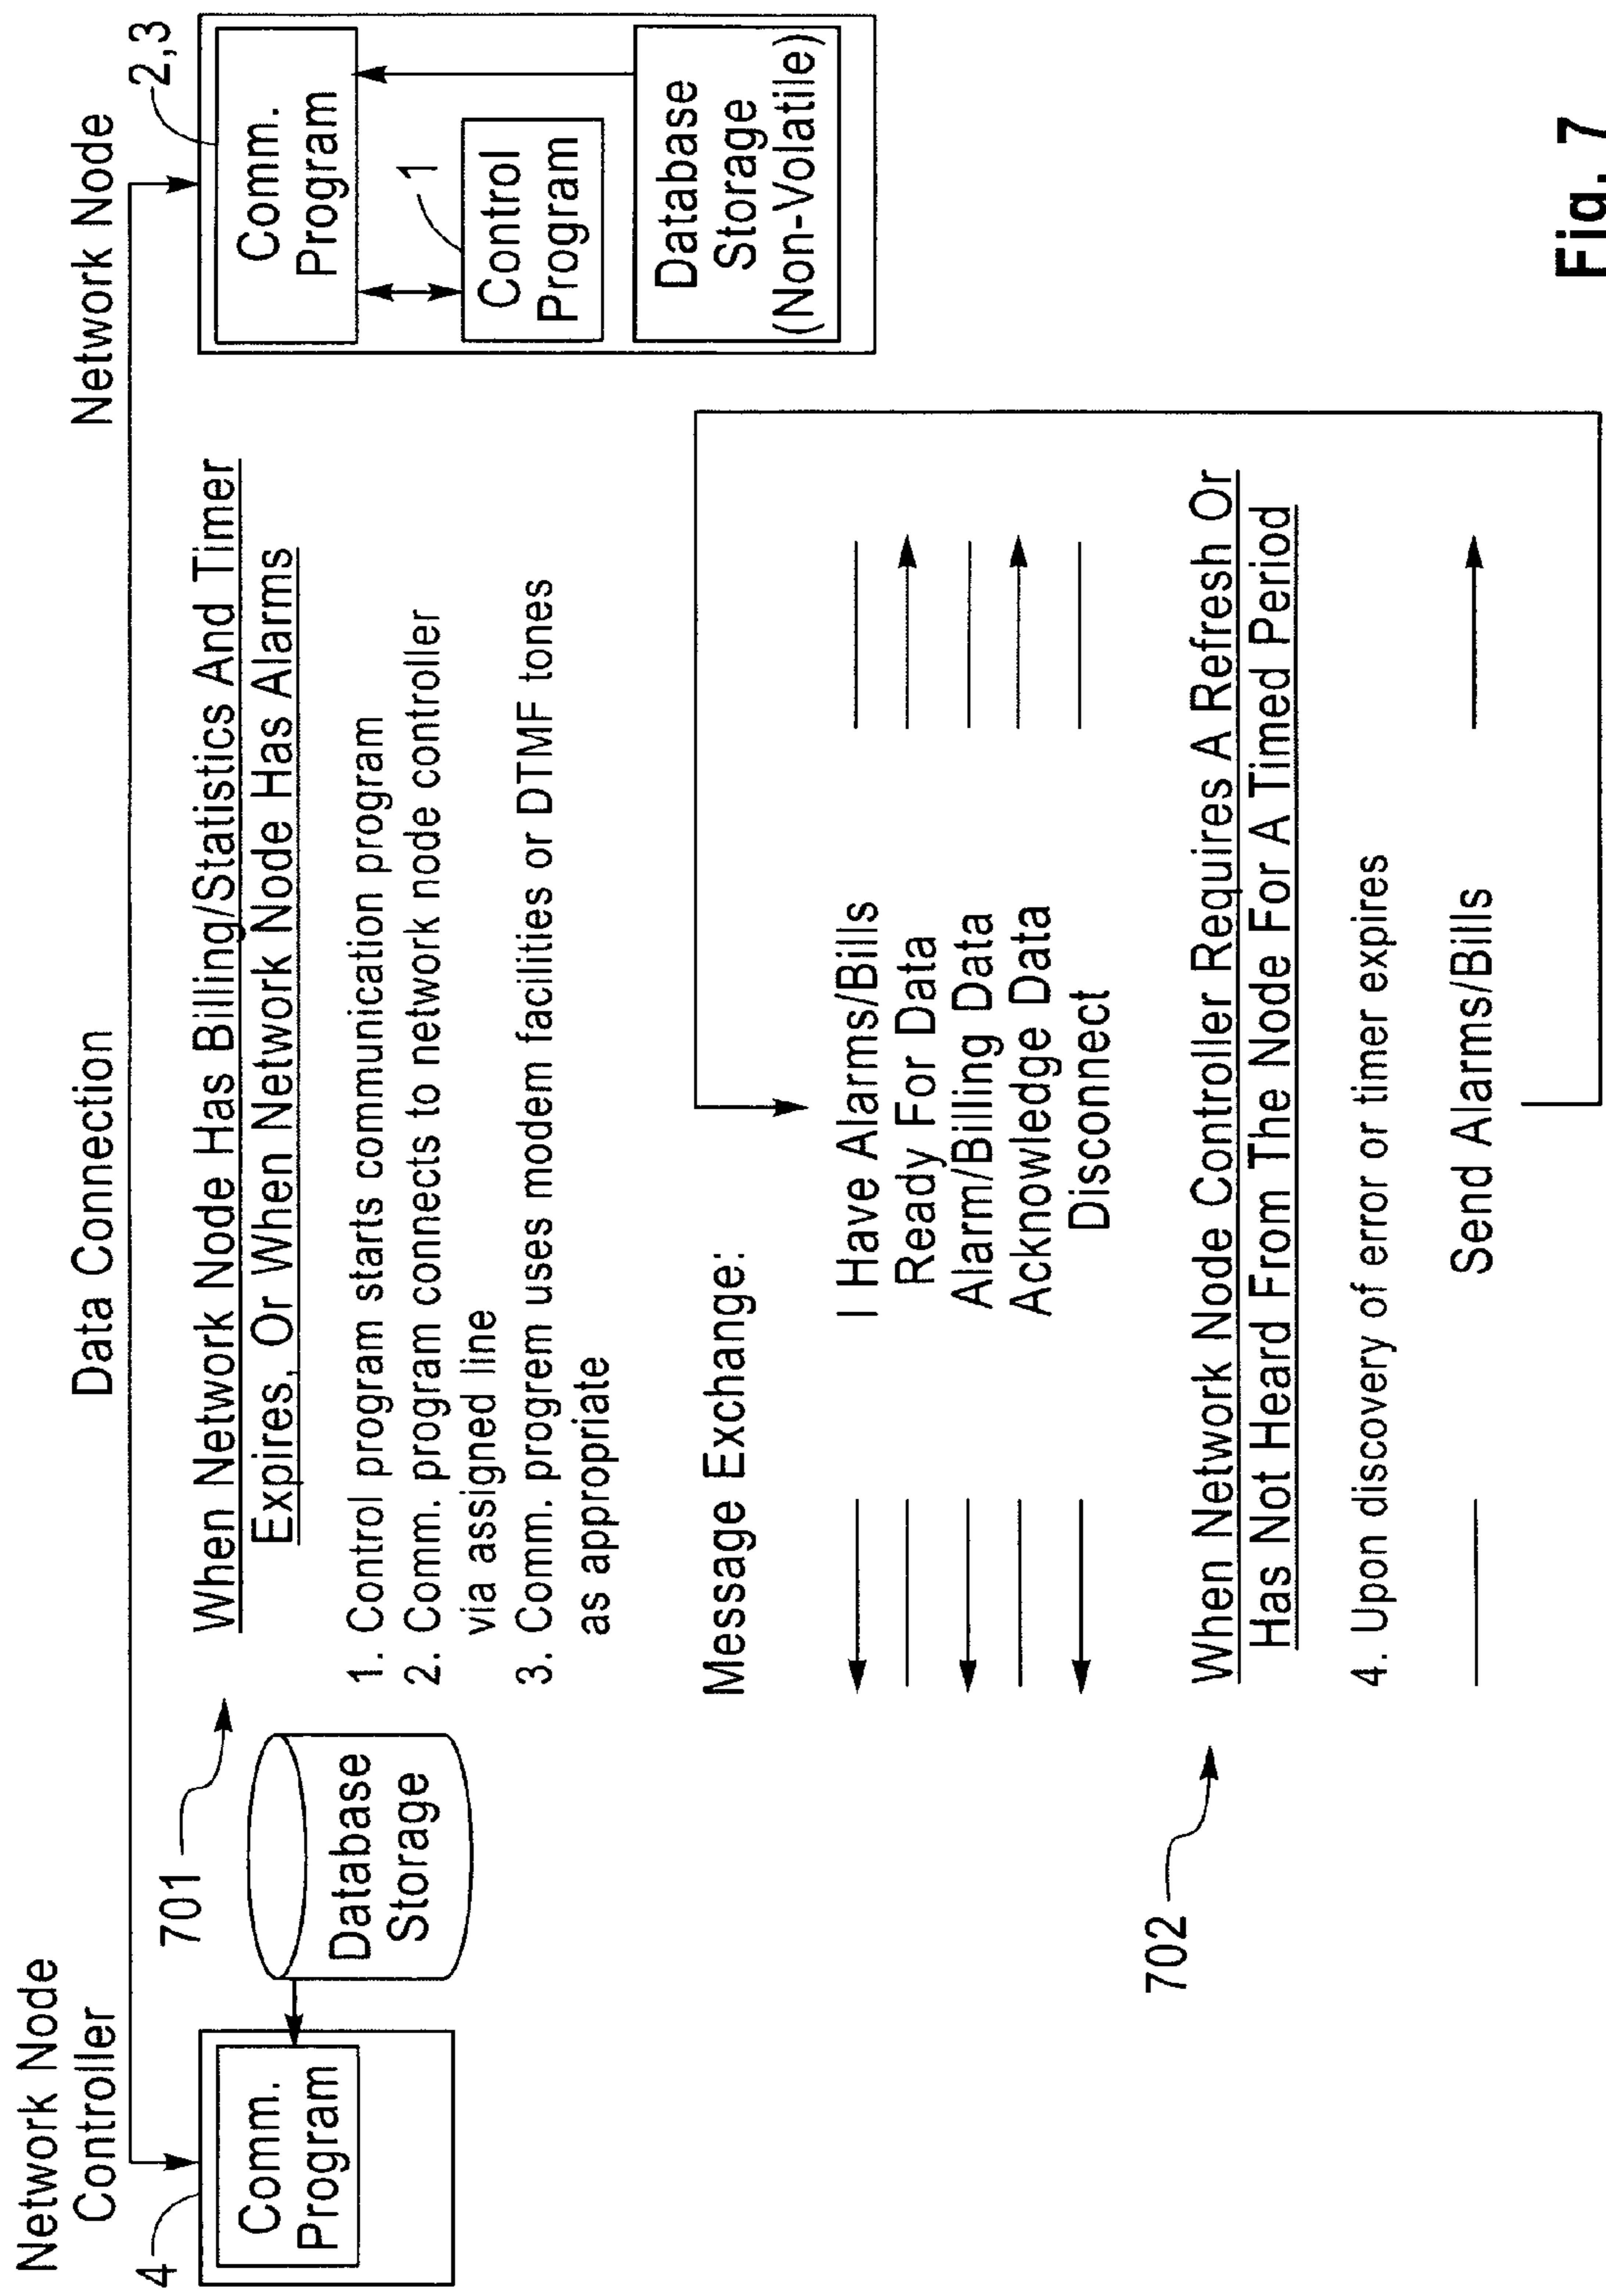 Network Node
Controller
Data Connection
Network Node
4
Comm.
Program
Database
Storage
701
When Network Node Has Billing/Statistics And Timer
Expires, Or When Network Node Has Alarms
1. Control program starts communication program
2. Comm. program connects to network node controller
via assigned line
3. Comm. progrem uses modem facilities or DTMF tones
as appropriate
2,3
Comm.
Program
1
Control
Program
Database
Storage
(Non-Volatile)
Message Exchange:
I Have Alarms/Bills
Ready For Data
Alarm/Billing Data
Acknowledge Data
Disconnect
702
When Network Node Controller Requires A Refresh Or
Has Not Heard From The Node For A Timed Period
4. Upon discovery of error or timer expires
Send Alarms/Bills
Fig. 7